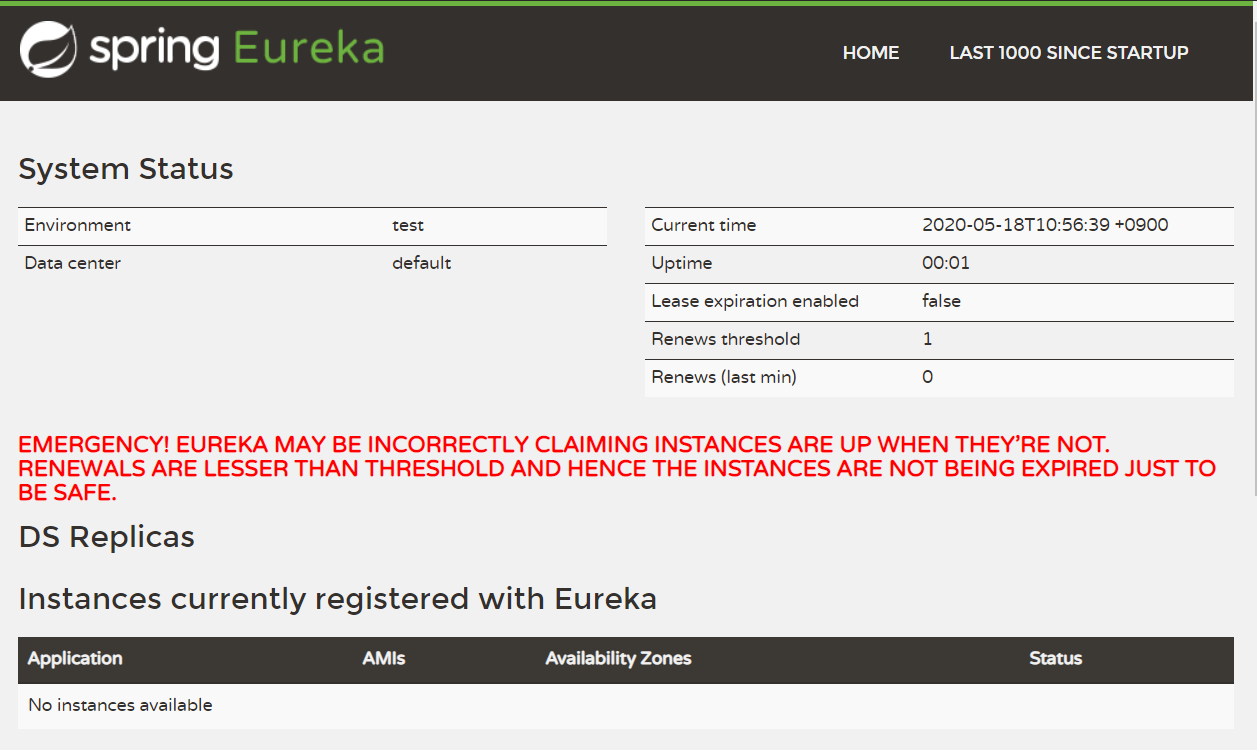 spring Eureka
HOME LAST 1000 SINCE STARTUP
System Status
Environment test
Data center default
Current time 2020-05-18T10:56:39 +0900
Uptime 00:01
Lease expiration enabled false
Renews threshold 1
Renews (last min) 0
EMERGENCY! EUREKA MAY BE INCORRECTLY CLAIMING INSTANCES ARE UP WHEN THEY'RE NOT.
RENEWALS ARE LESSER THAN THRESHOLD AND HENCE THE INSTANCES ARE NOT BEING EXPIRED JUST TO
BE SAFE.
DS Replicas
Instances currently registered with Eureka
Application AMIs Availability Zones Status
No instances available